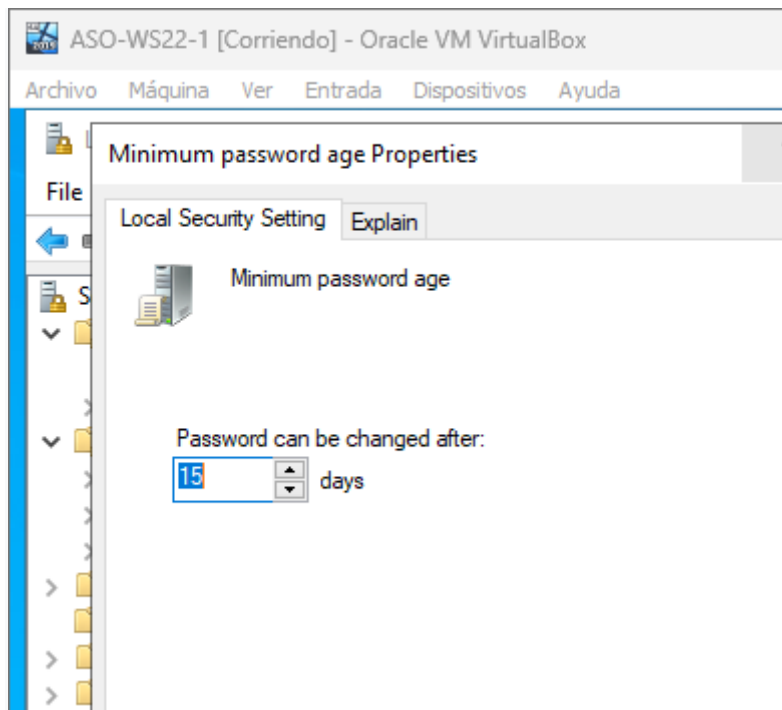 ASO-WS22-1 [Corriendo] - Oracle VM VirtualBox
Archivo Máquina Ver Entrada Dispositivos Ayuda
Minimum password age Properties
File
Local Security Setting Explain
Minimum password age
Password can be changed after:
15 days